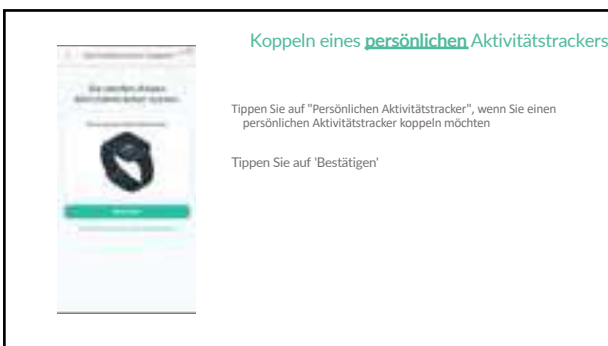 Koppeln eines persönlichen Aktivitätstrackers
Tippen Sie auf "Persönlichen Aktivitätstracker", wenn Sie einen
persönlichen Aktivitätstracker koppeln möchten
Tippen Sie auf 'Bestätigen'